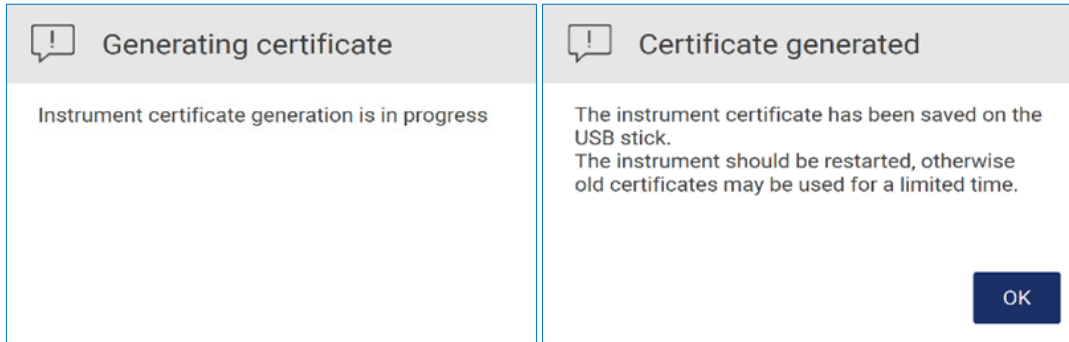 Generating certificate
Instrument certificate generation is in progress
Certificate generated
The instrument certificate has been saved on the
USB stick.
The instrument should be restarted, otherwise
old certificates may be used for a limited time.
OK